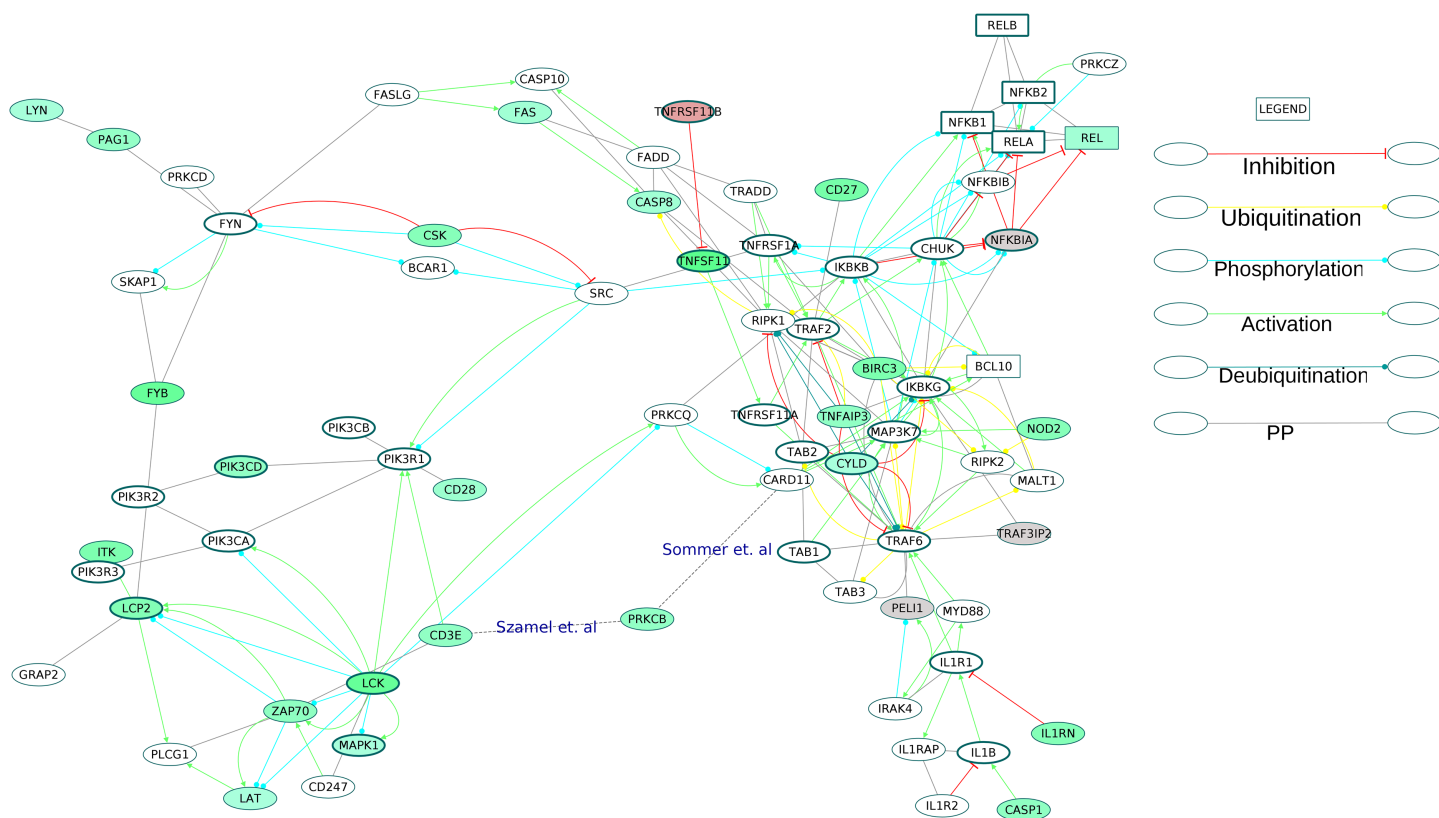 RELB
PRKCZ
CASP10
FASLG
NFKB2
LEGEND
LYN
FAS
TNFRSF11B
NFKB1
PAG1
RELA
REL
Inhibition
FADD
PRKCD
TRADD
NFKBIB
CD27
CASP8
Ubiquitination
FYN
CSK
TNFRSF1A
CHUK
NFKBIA
BCAR1
TNFSF11
IKBKB
Phosphorylation
SKAP1
SRC
RIPK1
TRAF2
Activation
BCL10
BIRC3
Deubiquitination
FYB
IKBKG
PRKCQ
TNFRSF11A
TNFAIP3
PIK3CB
MAP3K7
NOD2
PP
TAB2
PIK3CD
PIK3R1
CYLD
RIPK2
CARD11
MALT1
CD28
PIK3R2
TRAF3IP2
PIK3CA
TRAF6
ITK
Sommer et. al
TAB1
PIK3R3
TAB3
LCP2
PELI1
MYD88
PRKCB
Szamel et. al
CD3E
IL1R1
GRAP2
LCK
ZAP70
IRAK4
IL1RN
MAPK1
IL1RAP
IL1B
PLCG1
CD247
LAT
IL1R2
CASP1